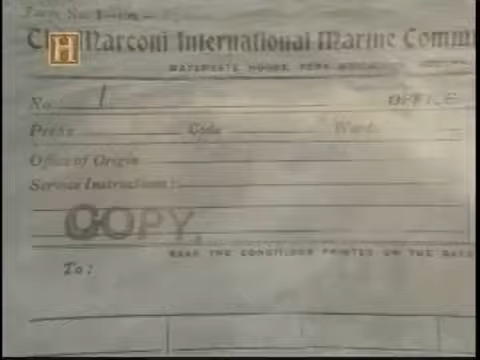 H
Marconi International Marine Comm
No. 1 OFFICE
Prefix Code Words
Office of Origin
Service Instructions:
COPY.
READ THE CONDITIONS PRINTED ON THE BACK
To: